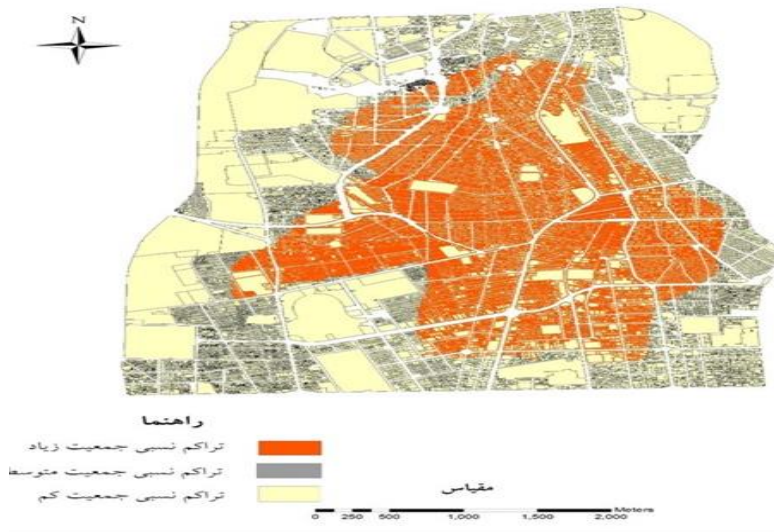 N
راهنما
تراکم نسبی جمعیت زیاد
تراکم نسبی جمعیت متوسط
تراکم نسبی جمعیت کم
مقیاس
0 250 500 1,000 1,500 2,000 Meters